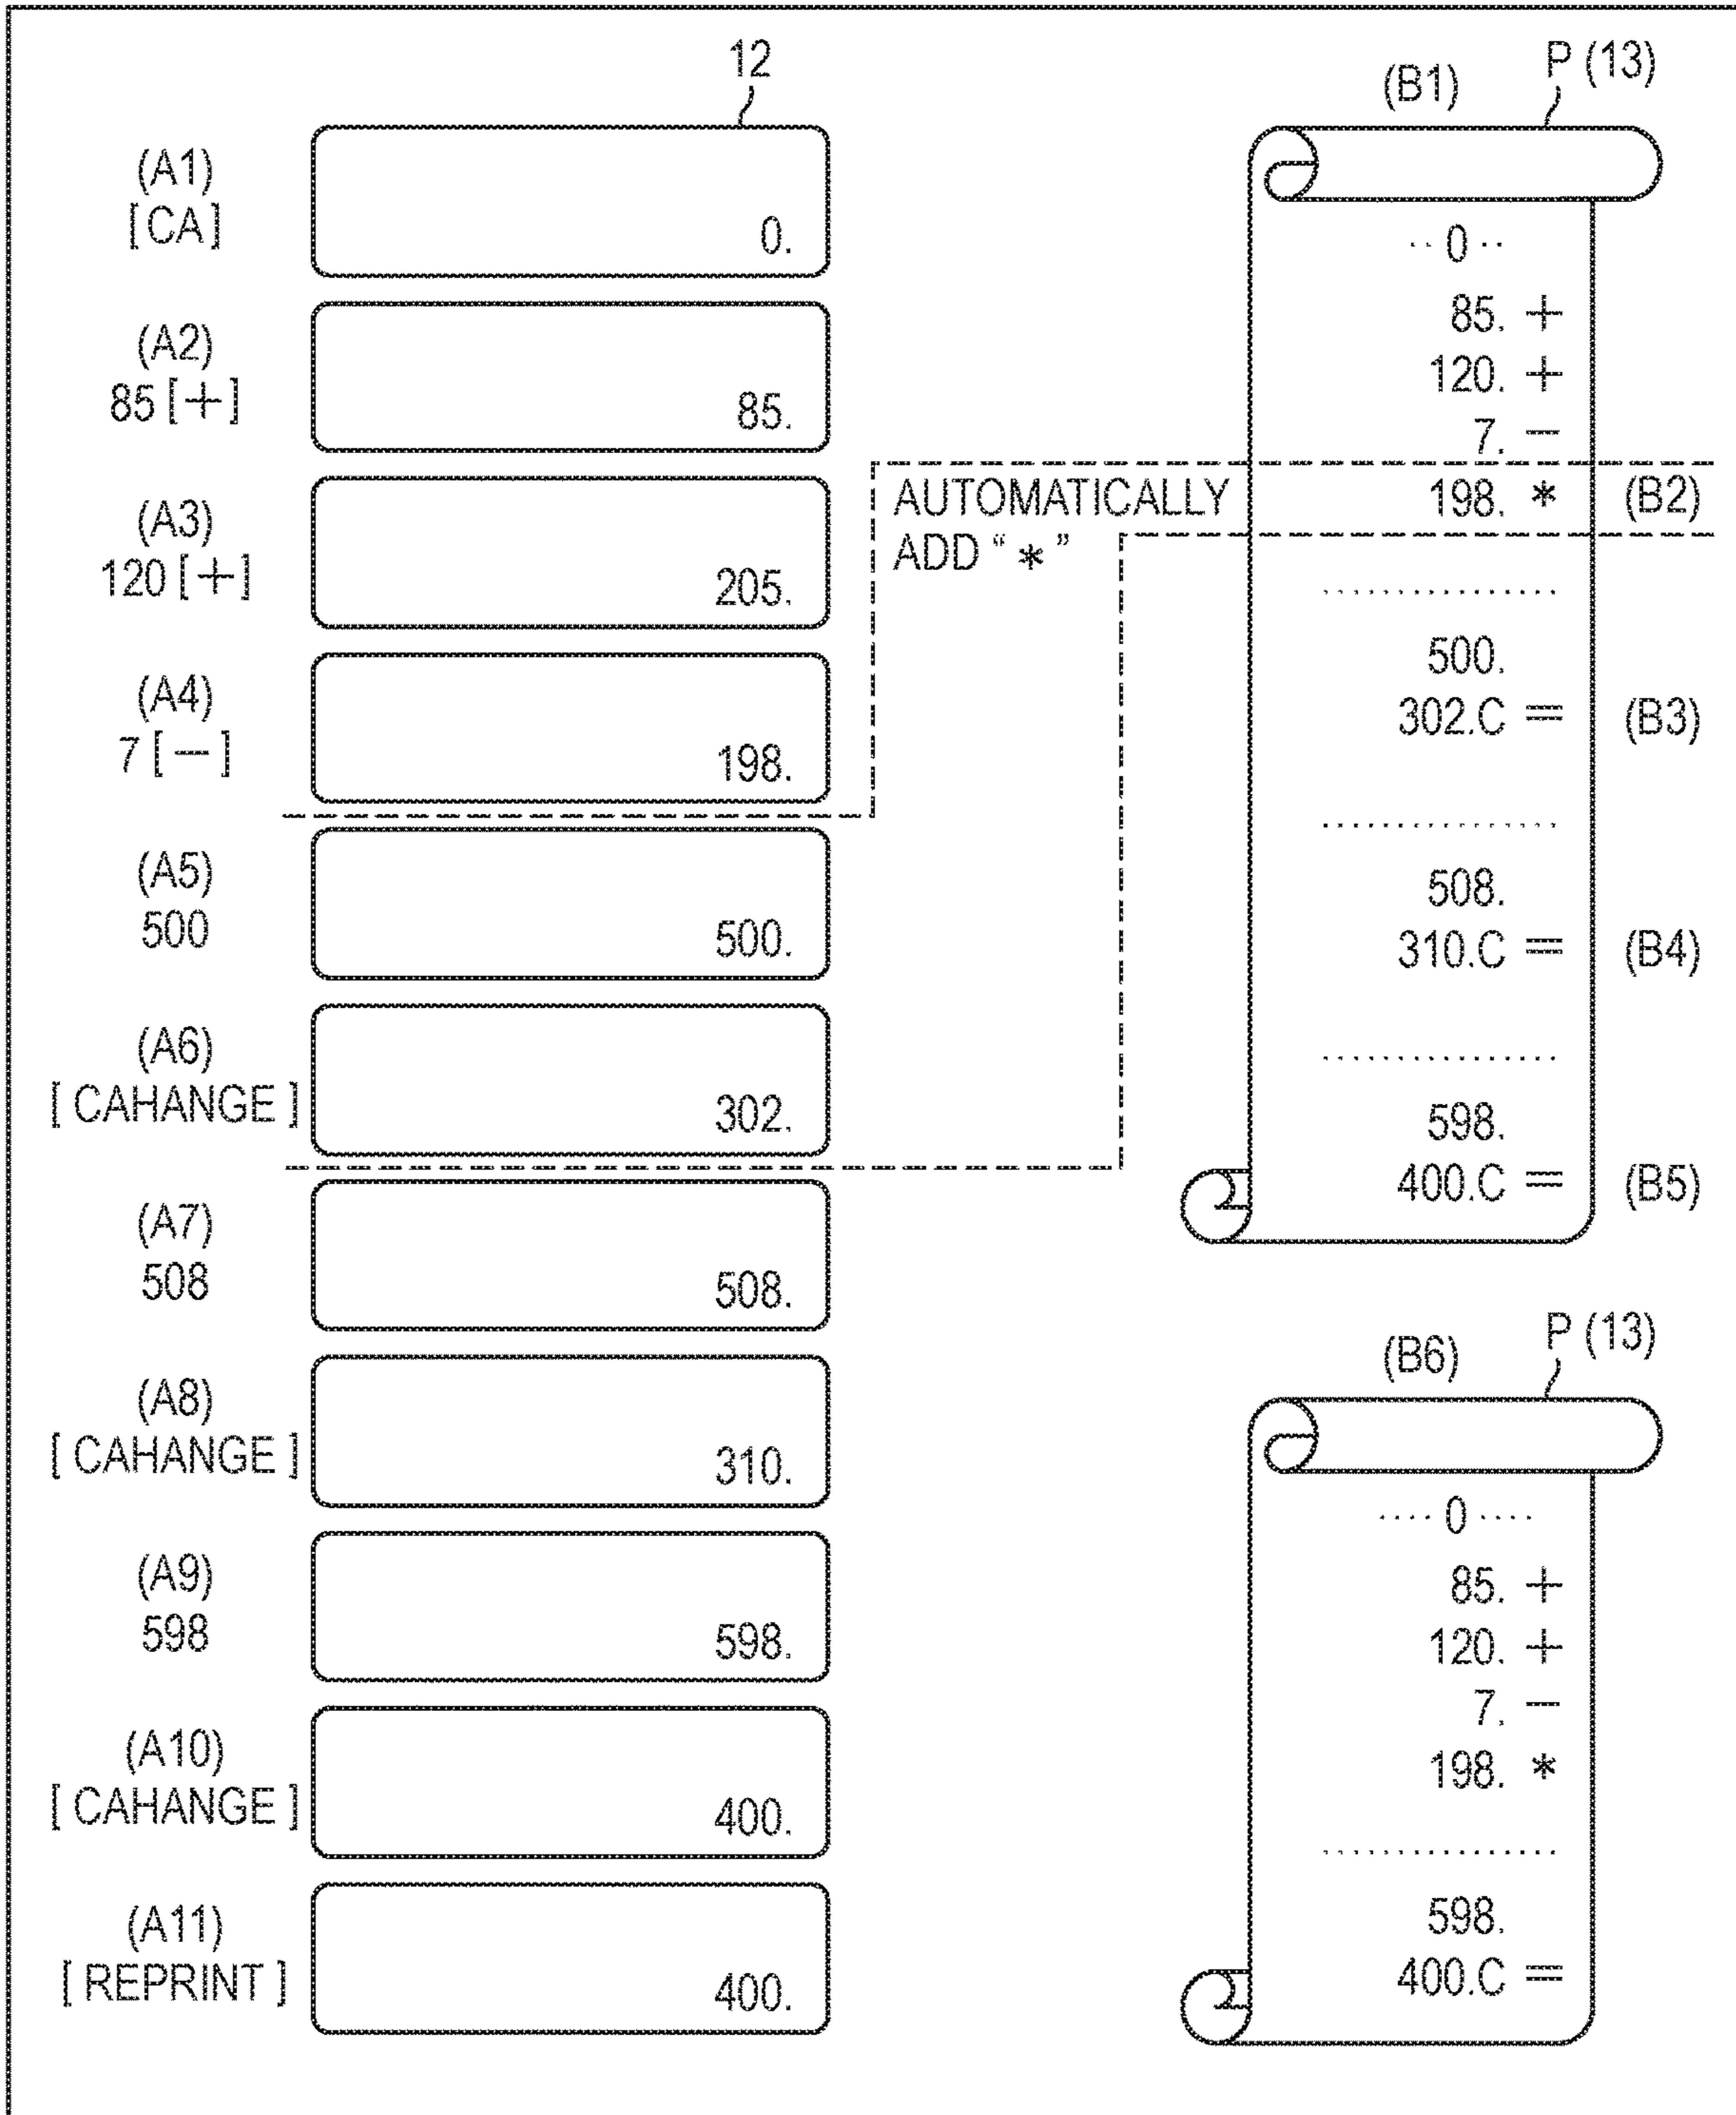 12
(A1)
[CA]
0.
(A2)
85 [+]
85.
(A3)
120 [+]
205.
(A4)
7 [−]
198.
(A5)
500
500.
(A6)
[ CAHANGE ]
302.
(A7)
508
508.
(A8)
[ CAHANGE ]
310.
(A9)
598
598.
(A10)
[ CAHANGE ]
400.
(A11)
[ REPRINT ]
400.
AUTOMATICALLY
ADD “ * ”
(B1) P (13)
·· 0 ··
85. +
120. +
7. −
198. * (B2)
················
500.
302.C = (B3)
················
508.
310.C = (B4)
················
598.
400.C = (B5)
(B6) P (13)
···· 0 ····
85. +
120. +
7. −
198. *
················
598.
400.C =